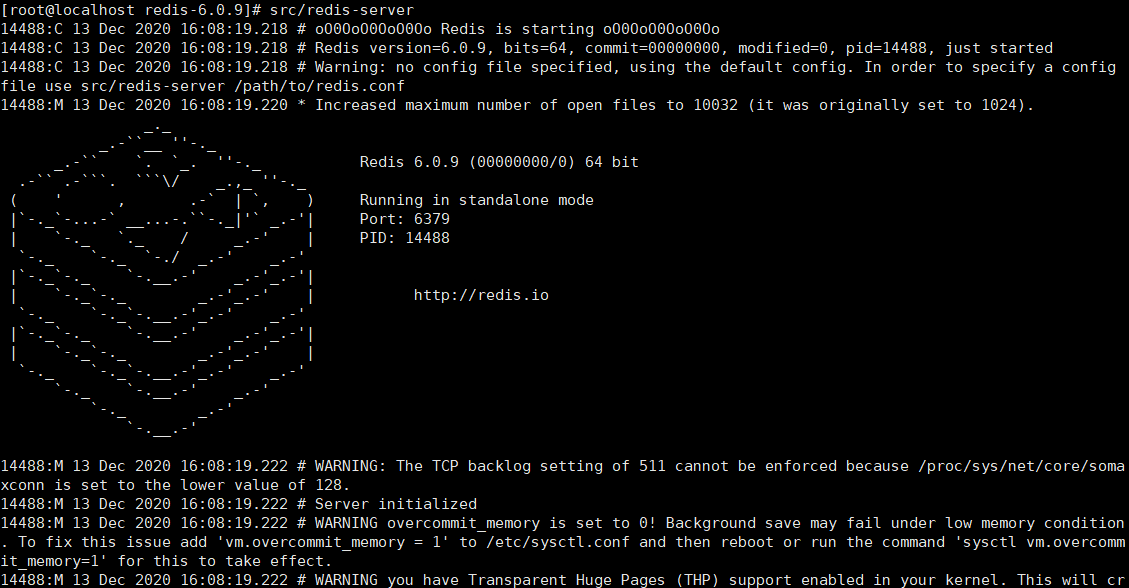 [root@localhost redis-6.0.9]# src/redis-server
14488:C 13 Dec 2020 16:08:19.218 # oO0OoO0OoO0Oo Redis is starting oO0OoO0OoO0Oo
14488:C 13 Dec 2020 16:08:19.218 # Redis version=6.0.9, bits=64, commit=00000000, modified=0, pid=14488, just started
14488:C 13 Dec 2020 16:08:19.218 # Warning: no config file specified, using the default config. In order to specify a config
file use src/redis-server /path/to/redis.conf
14488:M 13 Dec 2020 16:08:19.220 * Increased maximum number of open files to 10032 (it was originally set to 1024).
Redis 6.0.9 (00000000/0) 64 bit
Running in standalone mode
Port: 6379
PID: 14488
http://redis.io
14488:M 13 Dec 2020 16:08:19.222 # WARNING: The TCP backlog setting of 511 cannot be enforced because /proc/sys/net/core/soma
xconn is set to the lower value of 128.
14488:M 13 Dec 2020 16:08:19.222 # Server initialized
14488:M 13 Dec 2020 16:08:19.222 # WARNING overcommit_memory is set to 0! Background save may fail under low memory condition
. To fix this issue add 'vm.overcommit_memory = 1' to /etc/sysctl.conf and then reboot or run the command 'sysctl vm.overcomm
it_memory=1' for this to take effect.
14488:M 13 Dec 2020 16:08:19.222 # WARNING you have Transparent Huge Pages (THP) support enabled in your kernel. This will cr